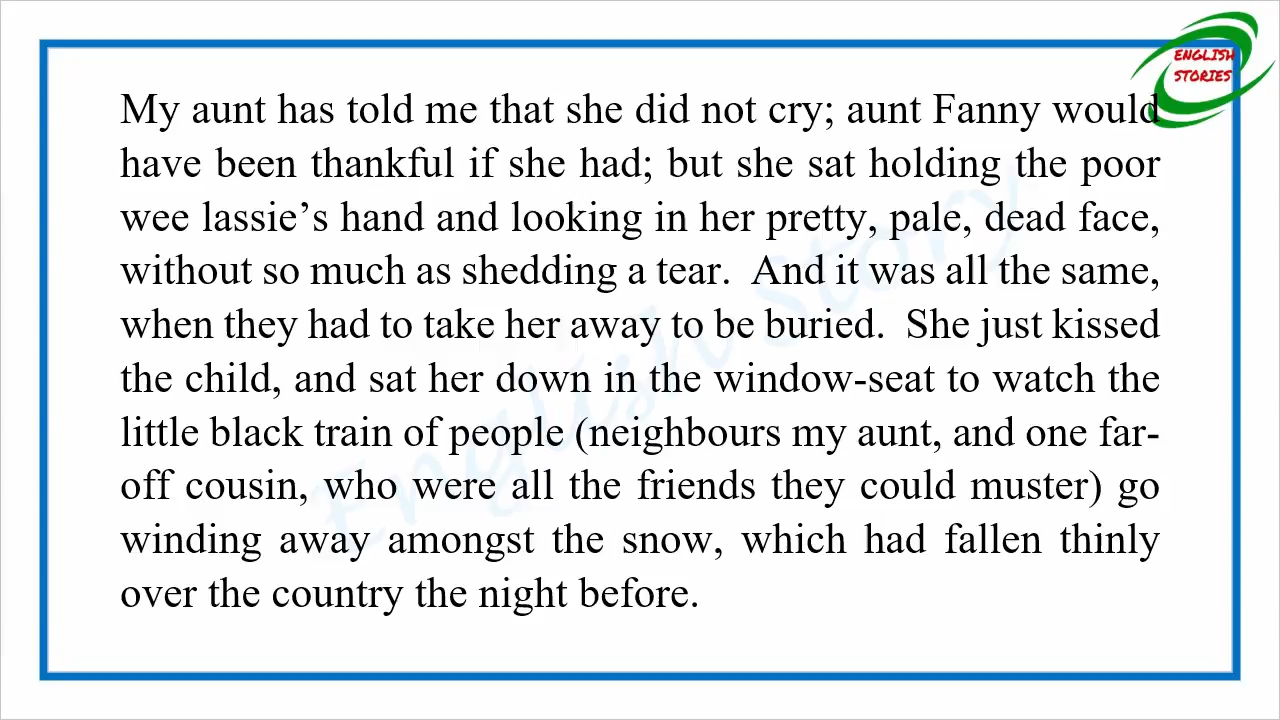 ENGLISH
STORIES
My aunt has told me that she did not cry; aunt Fanny would
have been thankful if she had; but she sat holding the poor
wee lassie’s hand and looking in her pretty, pale, dead face,
without so much as shedding a tear.  And it was all the same,
when they had to take her away to be buried.  She just kissed
the child, and sat her down in the window-seat to watch the
little black train of people (neighbours my aunt, and one far-
off cousin, who were all the friends they could muster) go
winding away amongst the snow, which had fallen thinly
over the country the night before.
English Story